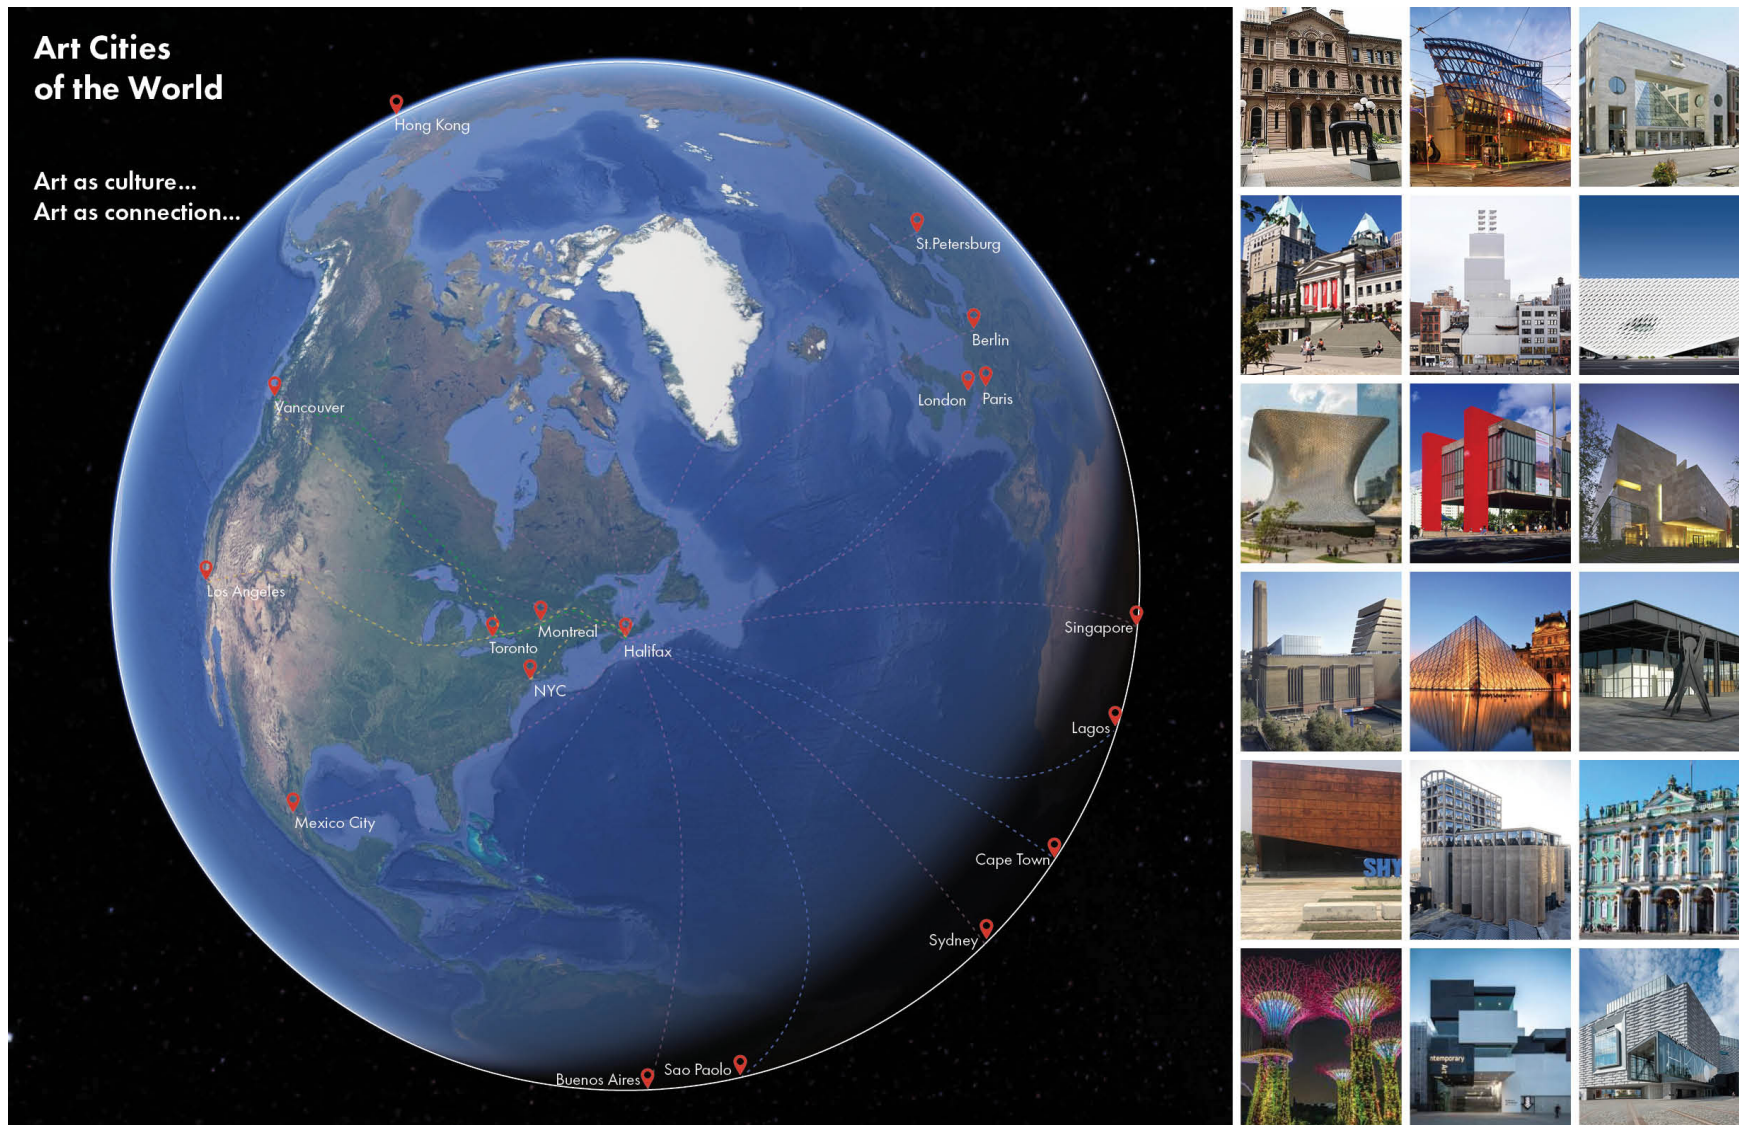 Art Cities
of the World
Art as culture...
Art as connection...
Hong Kong
St.Petersburg
Berlin
London
Paris
Vancouver
Los Angeles
Montreal
Toronto
Halifax
NYC
Singapore
Lagos
Mexico City
Cape Town
Sydney
Sao Paolo
Buenos Aires
SHY
ntemporary